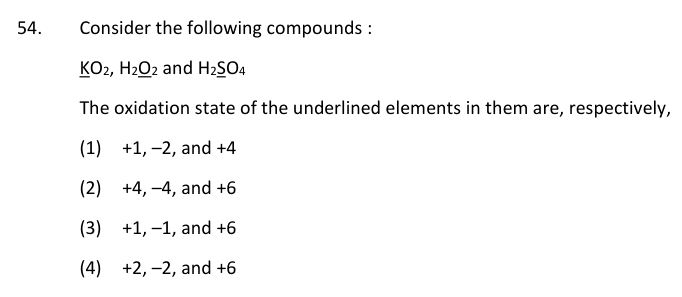 54. Consider the following compounds :
KO2, H2O2 and H2SO4
The oxidation state of the underlined elements in them are, respectively,
(1) +1, –2, and +4
(2) +4, –4, and +6
(3) +1, –1, and +6
(4) +2, –2, and +6